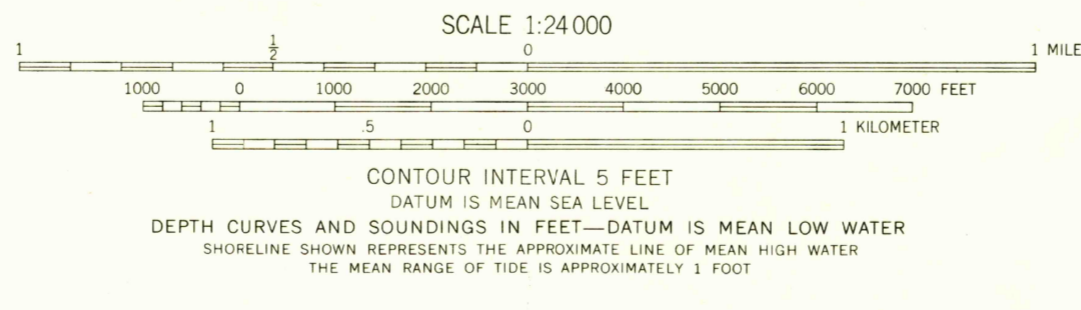 SCALE 1:24 000
1 ½ 0 1 MILE
1000 0 1000 2000 3000 4000 5000 6000 7000 FEET
1 .5 0 1 KILOMETER
CONTOUR INTERVAL 5 FEET
DATUM IS MEAN SEA LEVEL
DEPTH CURVES AND SOUNDINGS IN FEET—DATUM IS MEAN LOW WATER
SHORELINE SHOWN REPRESENTS THE APPROXIMATE LINE OF MEAN HIGH WATER
THE MEAN RANGE OF TIDE IS APPROXIMATELY 1 FOOT